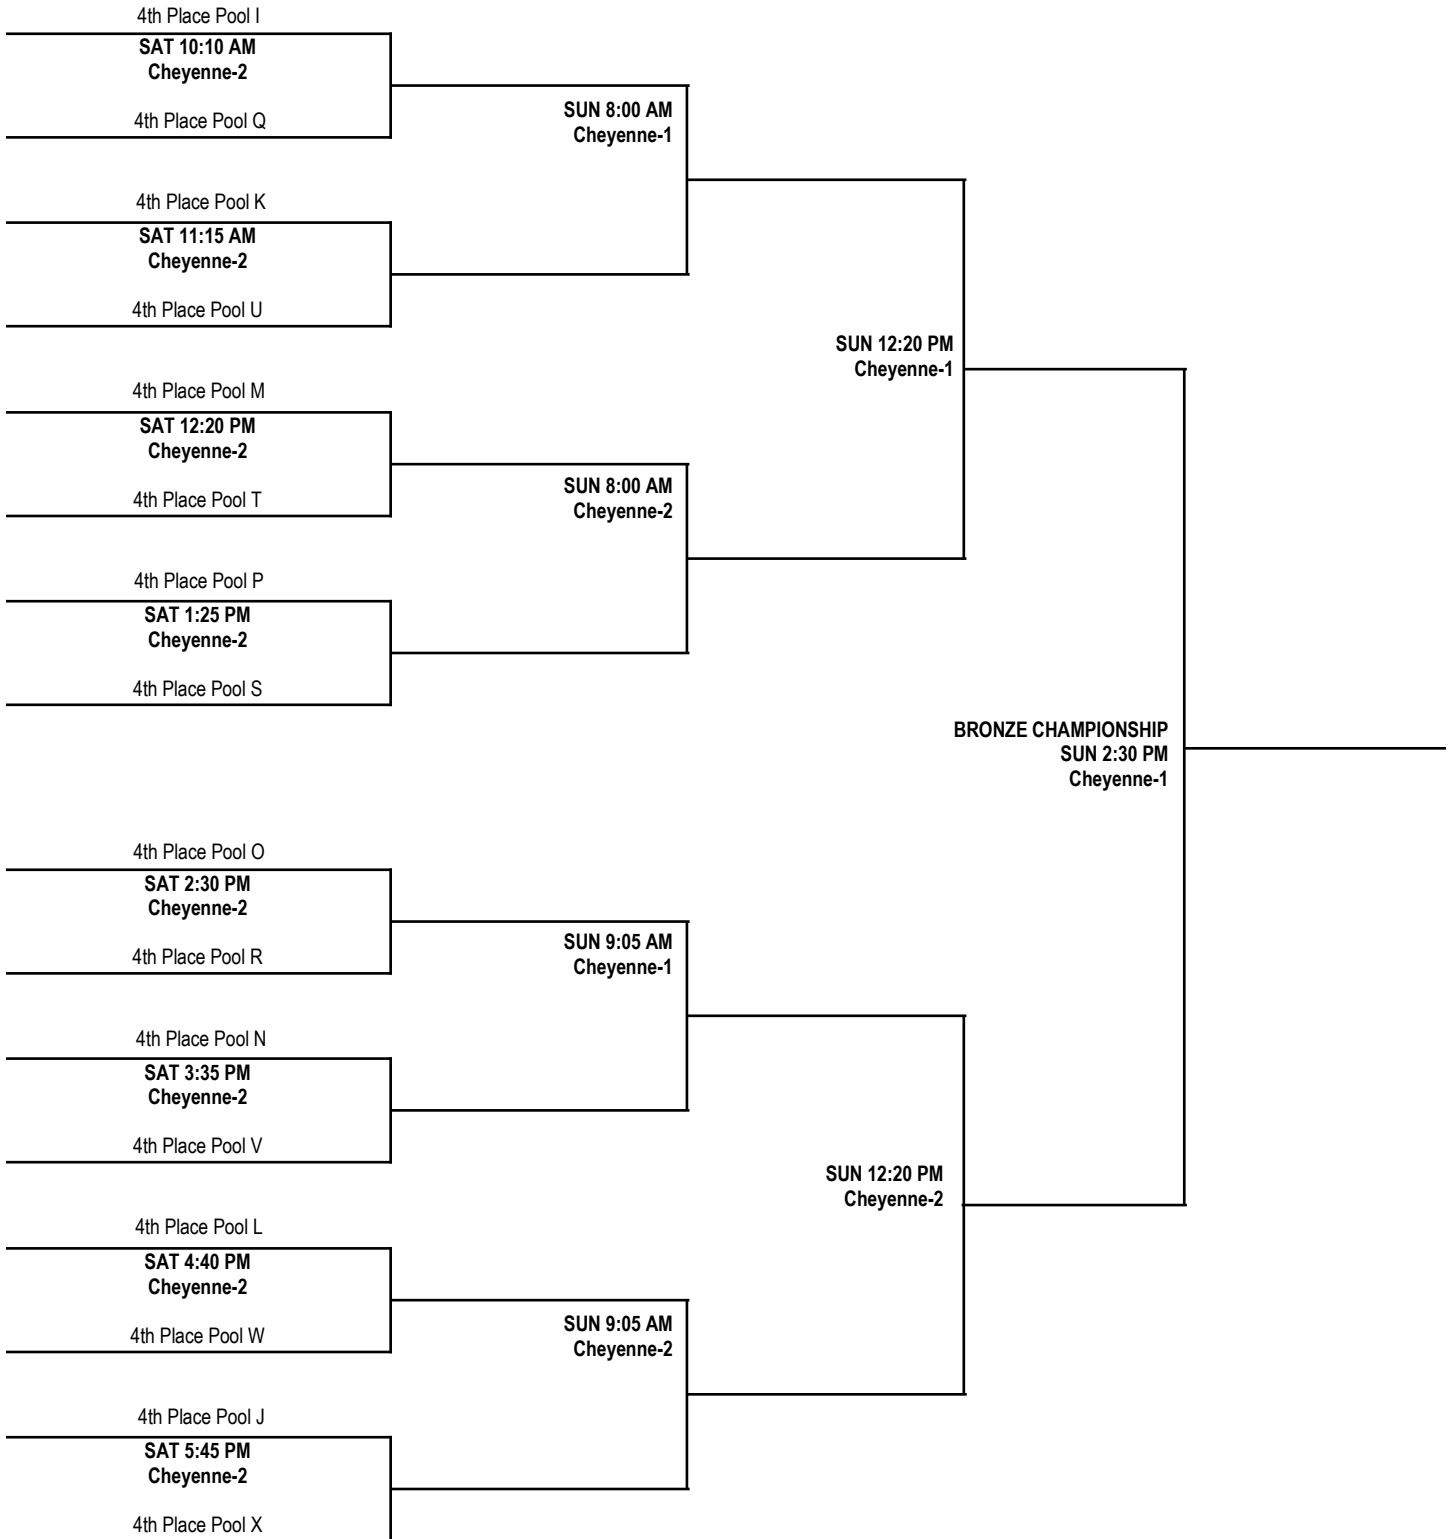 4th Place Pool I
SAT 10:10 AM
Cheyenne-2
4th Place Pool Q
SUN 8:00 AM
Cheyenne-1
4th Place Pool K
SAT 11:15 AM
Cheyenne-2
4th Place Pool U
SUN 12:20 PM
Cheyenne-1
4th Place Pool M
SAT 12:20 PM
Cheyenne-2
4th Place Pool T
SUN 8:00 AM
Cheyenne-2
4th Place Pool P
SAT 1:25 PM
Cheyenne-2
4th Place Pool S
BRONZE CHAMPIONSHIP
SUN 2:30 PM
Cheyenne-1
4th Place Pool O
SAT 2:30 PM
Cheyenne-2
4th Place Pool R
SUN 9:05 AM
Cheyenne-1
4th Place Pool N
SAT 3:35 PM
Cheyenne-2
4th Place Pool V
SUN 12:20 PM
Cheyenne-2
4th Place Pool L
SAT 4:40 PM
Cheyenne-2
4th Place Pool W
SUN 9:05 AM
Cheyenne-2
4th Place Pool J
SAT 5:45 PM
Cheyenne-2
4th Place Pool X